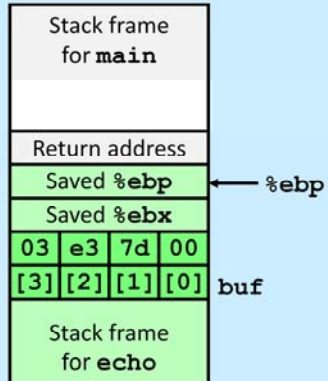 Stack frame
for main
Return address
Saved %ebp
%ebp
Saved %ebx
03 e3 7d 00
[3] [2] [1] [0] buf
Stack frame
for echo